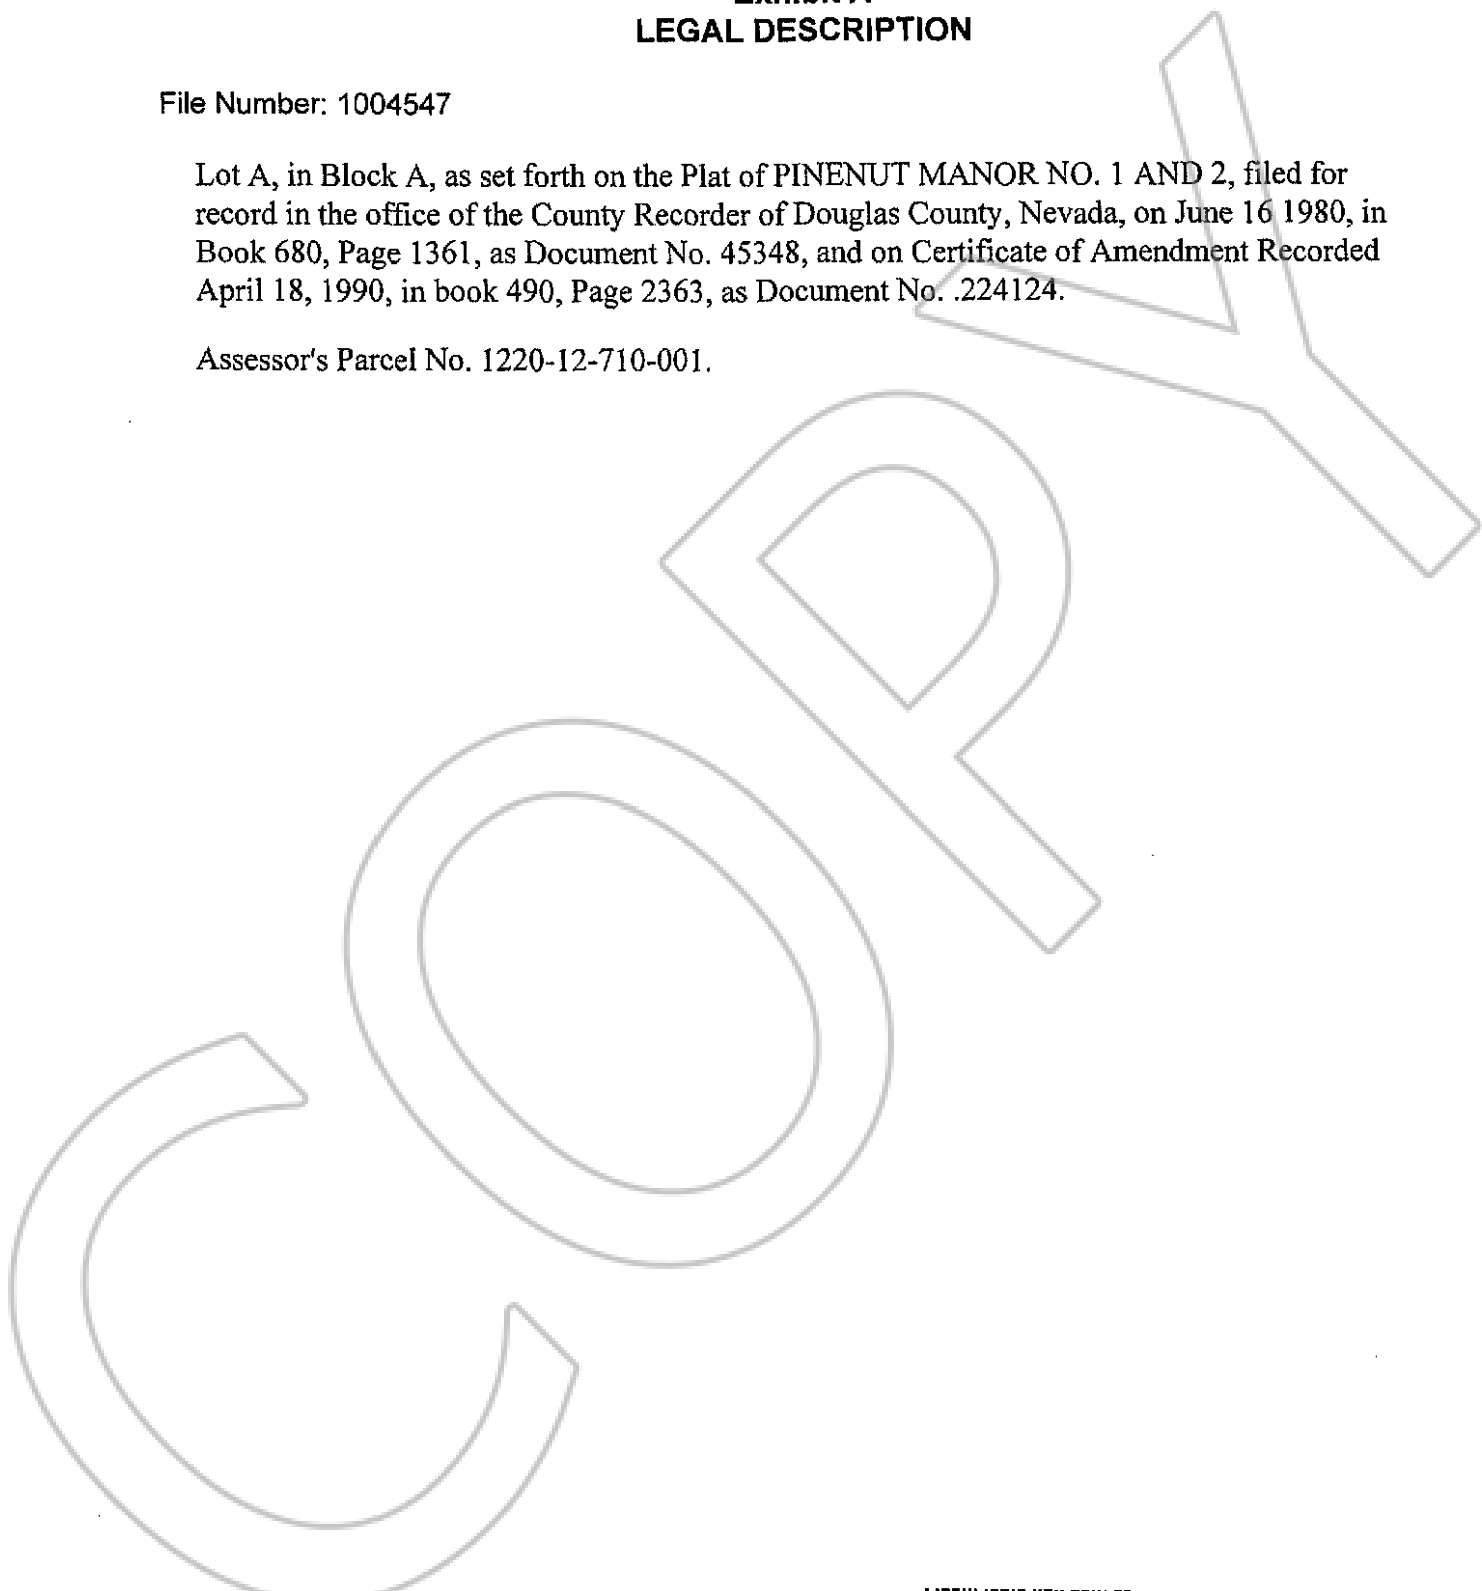 LEGAL DESCRIPTION
File Number: 1004547
Lot A, in Block A, as set forth on the Plat of PINENUT MANOR NO. 1 AND 2, filed for
record in the office of the County Recorder of Douglas County, Nevada, on June 16 1980, in
Book 680, Page 1361, as Document No. 45348, and on Certificate of Amendment Recorded
April 18, 1990, in book 490, Page 2363, as Document No. .224124.
Assessor's Parcel No. 1220-12-710-001.
COPY